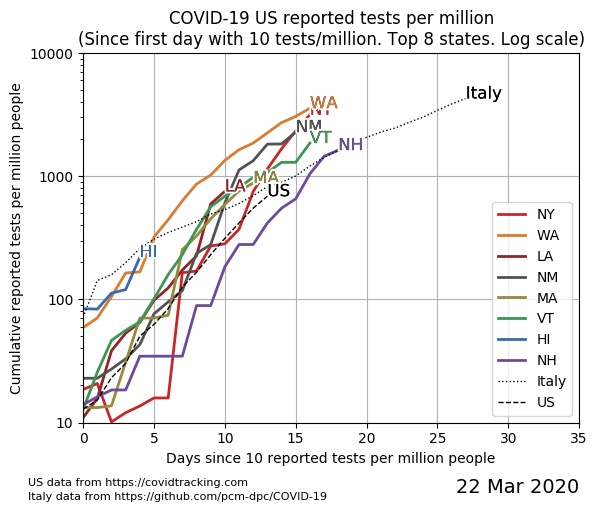 COVID-19 US reported tests per million
(Since first day with 10 tests/million. Top 8 states. Log scale)
Cumulative reported tests per million people
10000
1000
100
10
WA
NY
NM
VT
NH
Italy
LA
MA
US
HI
NY
WA
LA
NM
MA
VT
HI
NH
Italy
US
0 5 10 15 20 25 30 35
Days since 10 reported tests per million people
US data from https://covidtracking.com
Italy data from https://github.com/pcm-dpc/COVID-19
22 Mar 2020